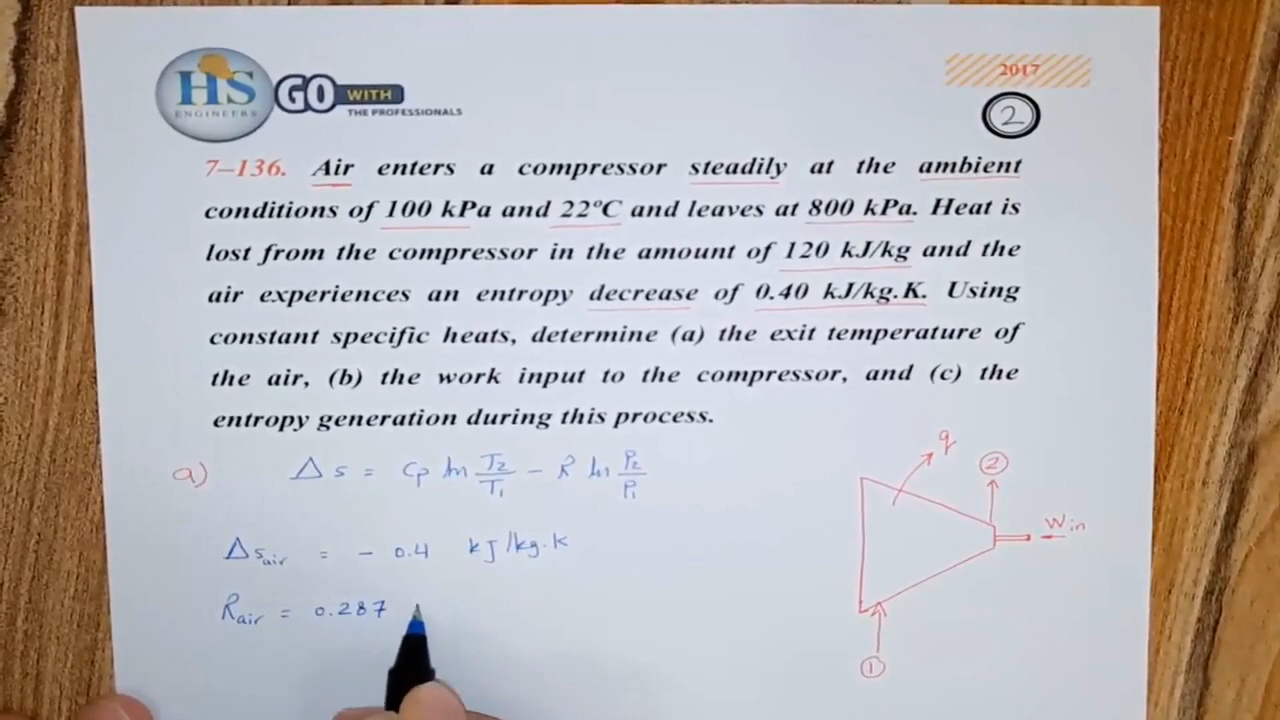 HS
ENGINEERS
GO WITH
THE PROFESSIONALS
2017
2
7–136. Air enters a compressor steadily at the ambient
conditions of 100 kPa and 22ºC and leaves at 800 kPa. Heat is
lost from the compressor in the amount of 120 kJ/kg and the
air experiences an entropy decrease of 0.40 kJ/kg.K. Using
constant specific heats, determine (a) the exit temperature of
the air, (b) the work input to the compressor, and (c) the
entropy generation during this process.
a) Δs = Cp ln T2/T1 − R ln P2/P1
Δs air = − 0.4 kJ/kg.K
R air = 0.287
q
2
Win
1